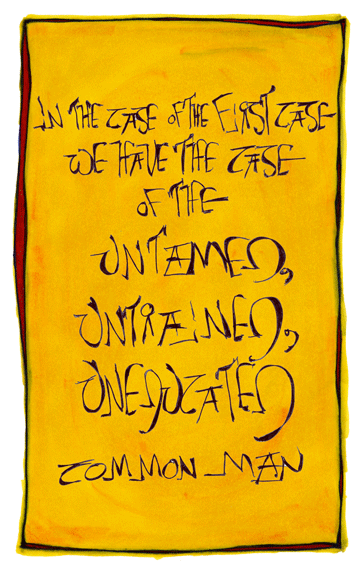 IN THE CASE OF THE FIRST CASE
WE HAVE THE CASE
OF THE
UNTAMED,
UNTRAINED,
UNEDUCATED
COMMON MAN